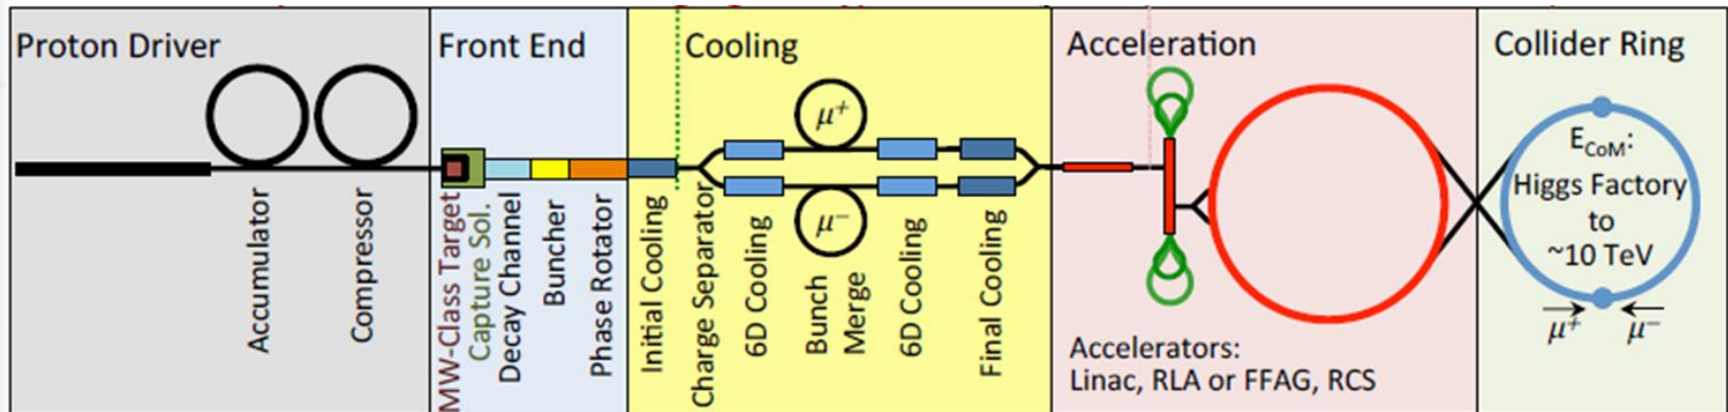 Proton Driver
Accumulator
Compressor
Front End
MW-Class Target
Capture Sol.
Decay Channel
Buncher
Phase Rotator
Cooling
Initial Cooling
Charge Separator
6D Cooling
μ+
μ−
Bunch
Merge
6D Cooling
Final Cooling
Acceleration
Accelerators:
Linac, RLA or FFAG, RCS
Collider Ring
ECoM:
Higgs Factory
to
~10 TeV
μ+ μ−